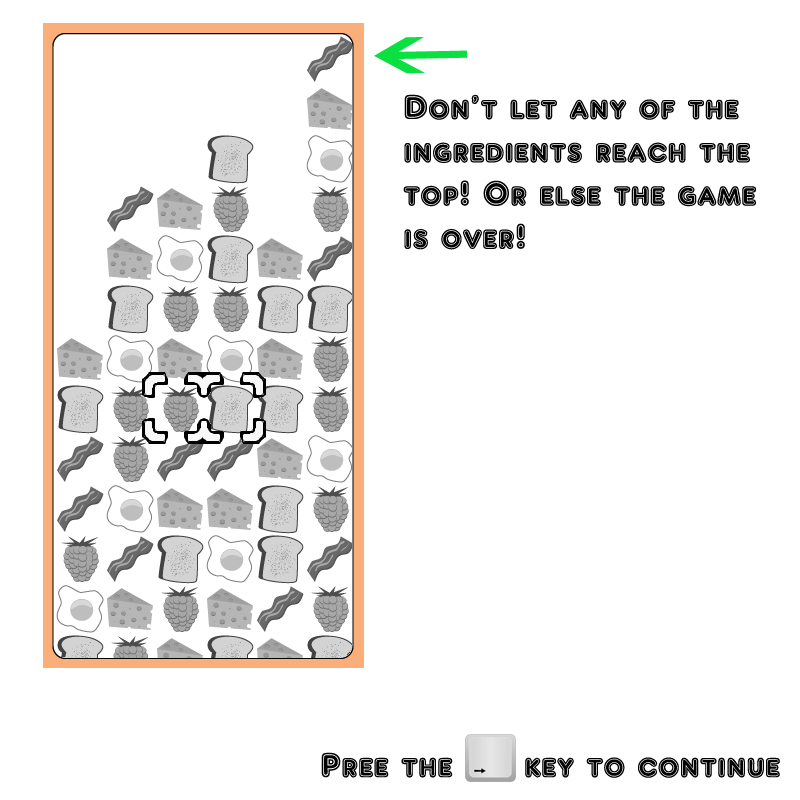 Don't let any of the
ingredients reach the
top! Or else the game
is over!
Pree the → key to continue